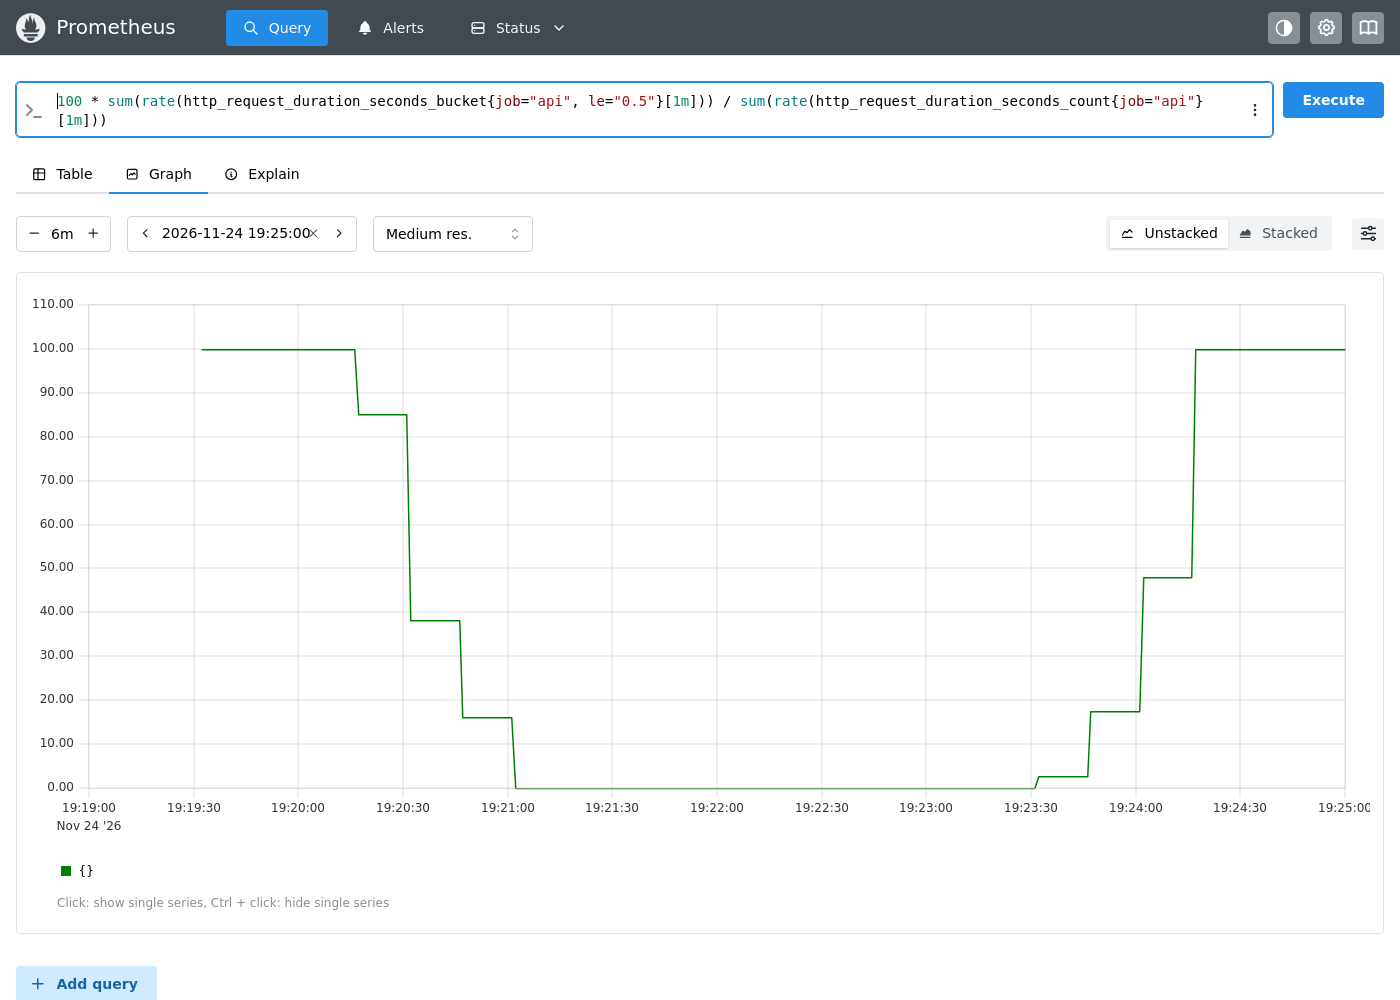 Prometheus
Query
Alerts
Status
100 * sum(rate(http_request_duration_seconds_bucket{job="api", le="0.5"}[1m])) / sum(rate(http_request_duration_seconds_count{job="api"}
[1m]))
Execute
Table
Graph
Explain
6m
2026-11-24 19:25:00
Medium res.
Unstacked
Stacked
110.00
100.00
90.00
80.00
70.00
60.00
50.00
40.00
30.00
20.00
10.00
0.00
19:19:00 19:19:30 19:20:00 19:20:30 19:21:00 19:21:30 19:22:00 19:22:30 19:23:00 19:23:30 19:24:00 19:24:30 19:25:00
Nov 24 '26
{}
Click: show single series, Ctrl + click: hide single series
Add query